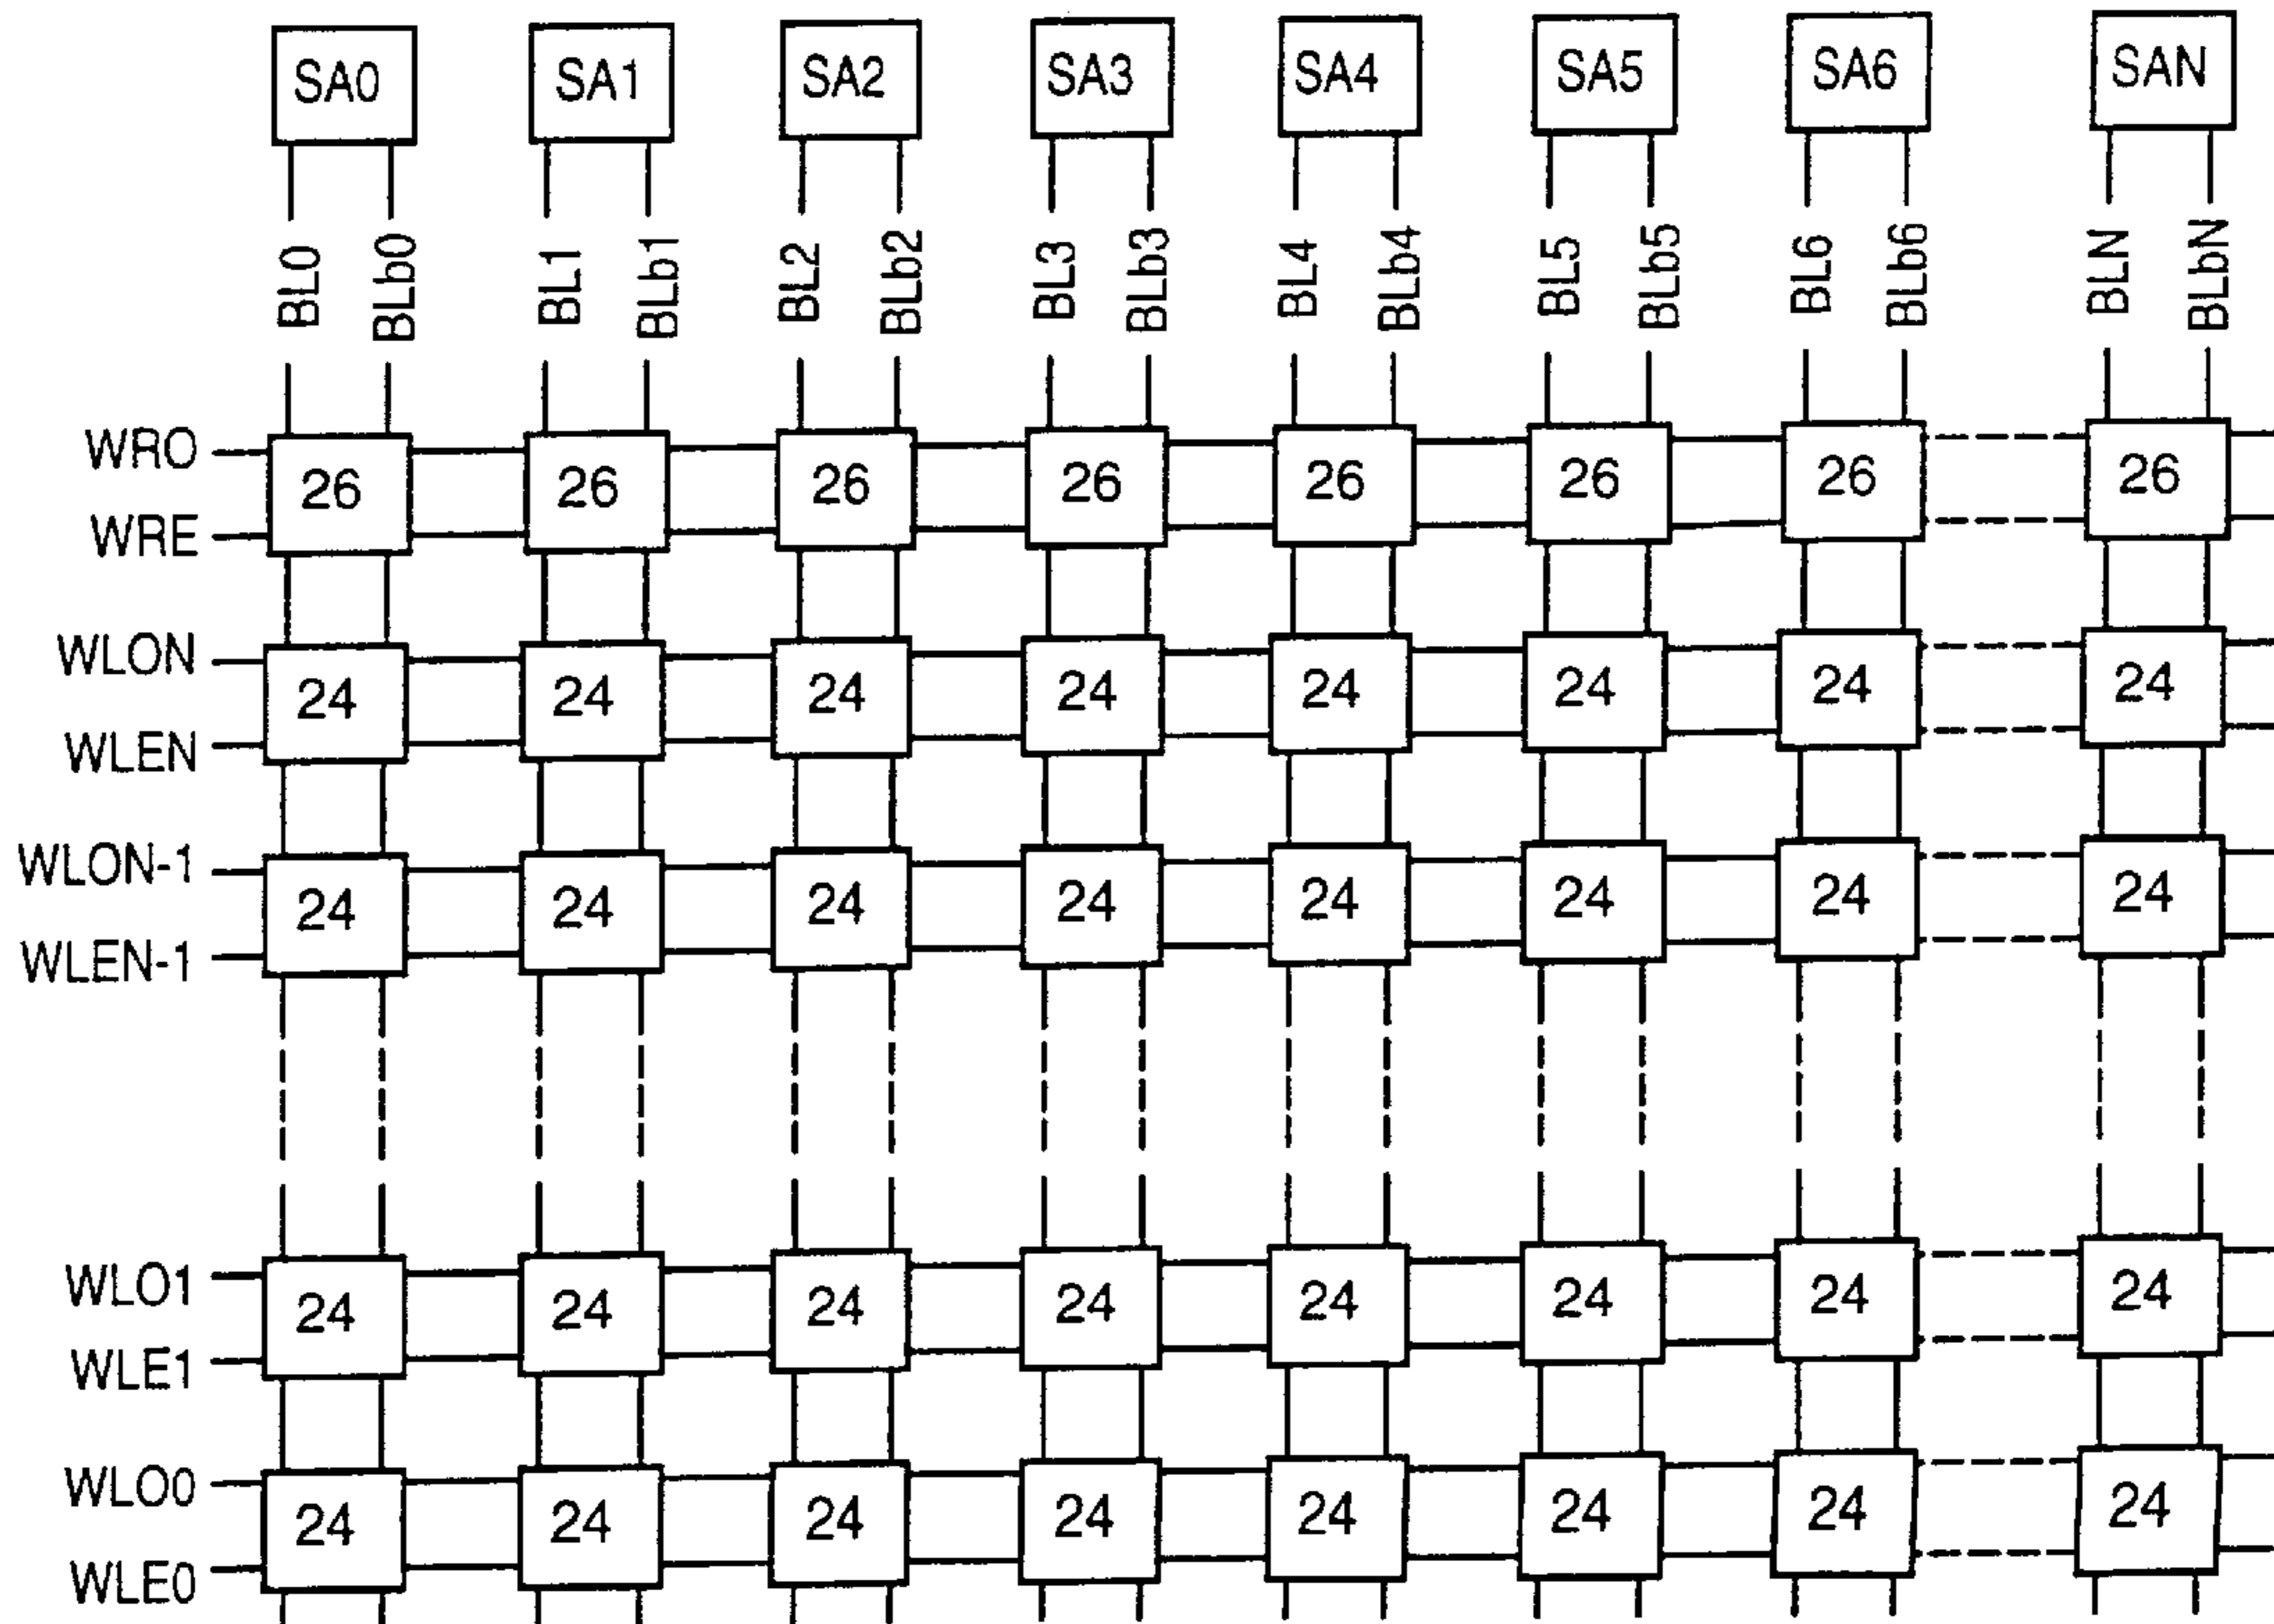 SA0 SA1 SA2 SA3 SA4 SA5 SA6 SAN
BL0 BLb0 BL1 BLb1 BL2 BLb2 BL3 BLb3 BL4 BLb4 BL5 BLb5 BL6 BLb6 BLN BLbN
WRO 26 26 26 26 26 26 26 26
WRE
WLON 24 24 24 24 24 24 24 24
WLEN
WLON-1 24 24 24 24 24 24 24 24
WLEN-1
WLO1 24 24 24 24 24 24 24 24
WLE1
WLO0 24 24 24 24 24 24 24 24
WLE0